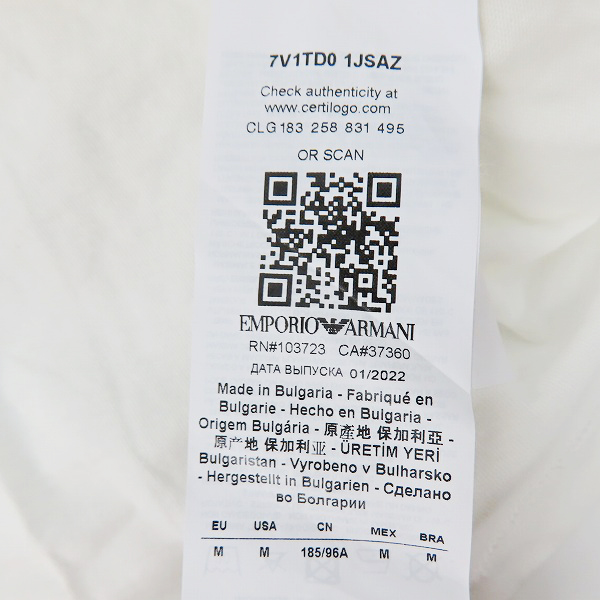 7V1TD0 1JSAZ
Check authenticity at
www.certilogo.com
CLG 183 258 831 495
OR SCAN
EMPORIO ARMANI
RN#103723 CA#37360
ДАТА ВЫПУСКА 01/2022
Made in Bulgaria - Fabriqué en
Bulgarie - Hecho en Bulgaria -
Origem Bulgária - 原產地 保加利亞 -
原产地 保加利亚 - ÜRETİM YERİ
Bulgaristan - Vyrobeno v Bulharsko
- Hergestellt in Bulgarien - Сделано
во Болгарии
EU USA CN MEX BRA
M M 185/96A M M